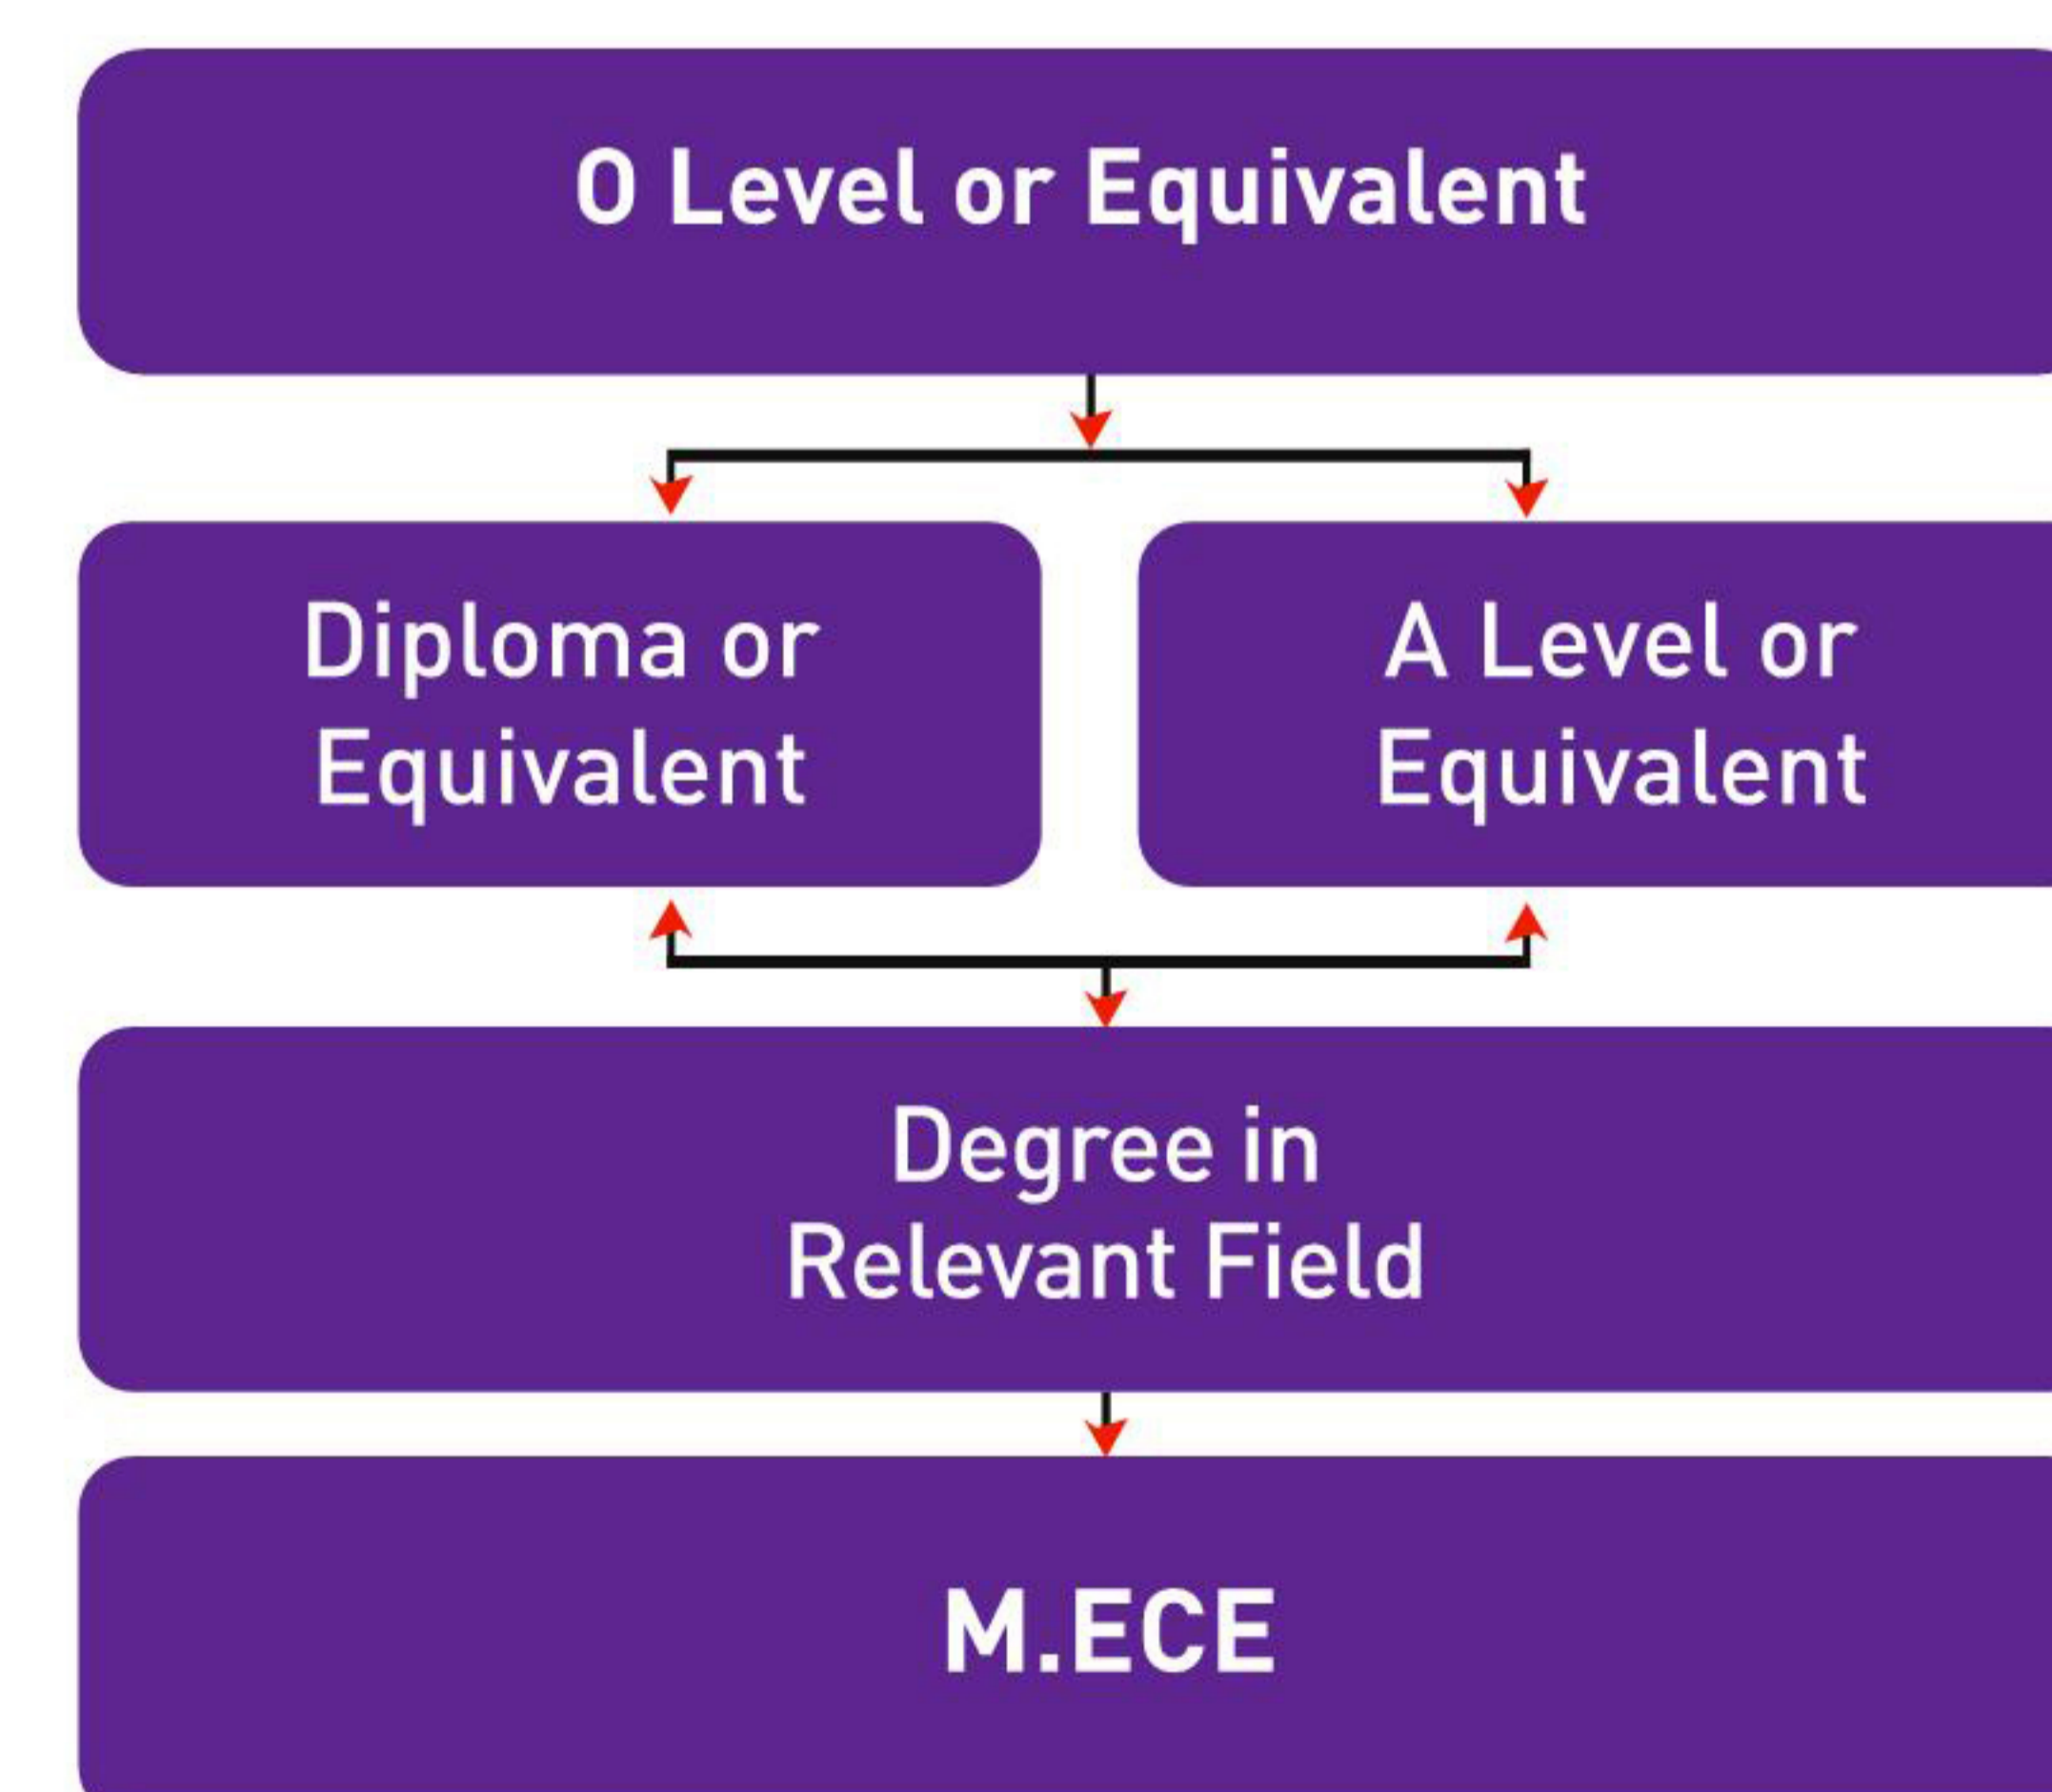 O Level or Equivalent
Diploma or
Equivalent
A Level or
Equivalent
Degree in
Relevant Field
M.ECE